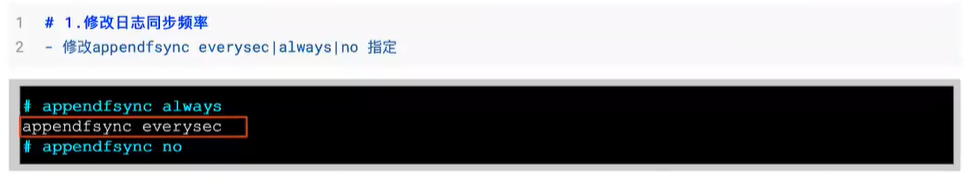 1 # 1.修改日志同步频率
2 - 修改appendfsync everysec|always|no 指定
# appendfsync always
appendfsync everysec
# appendfsync no